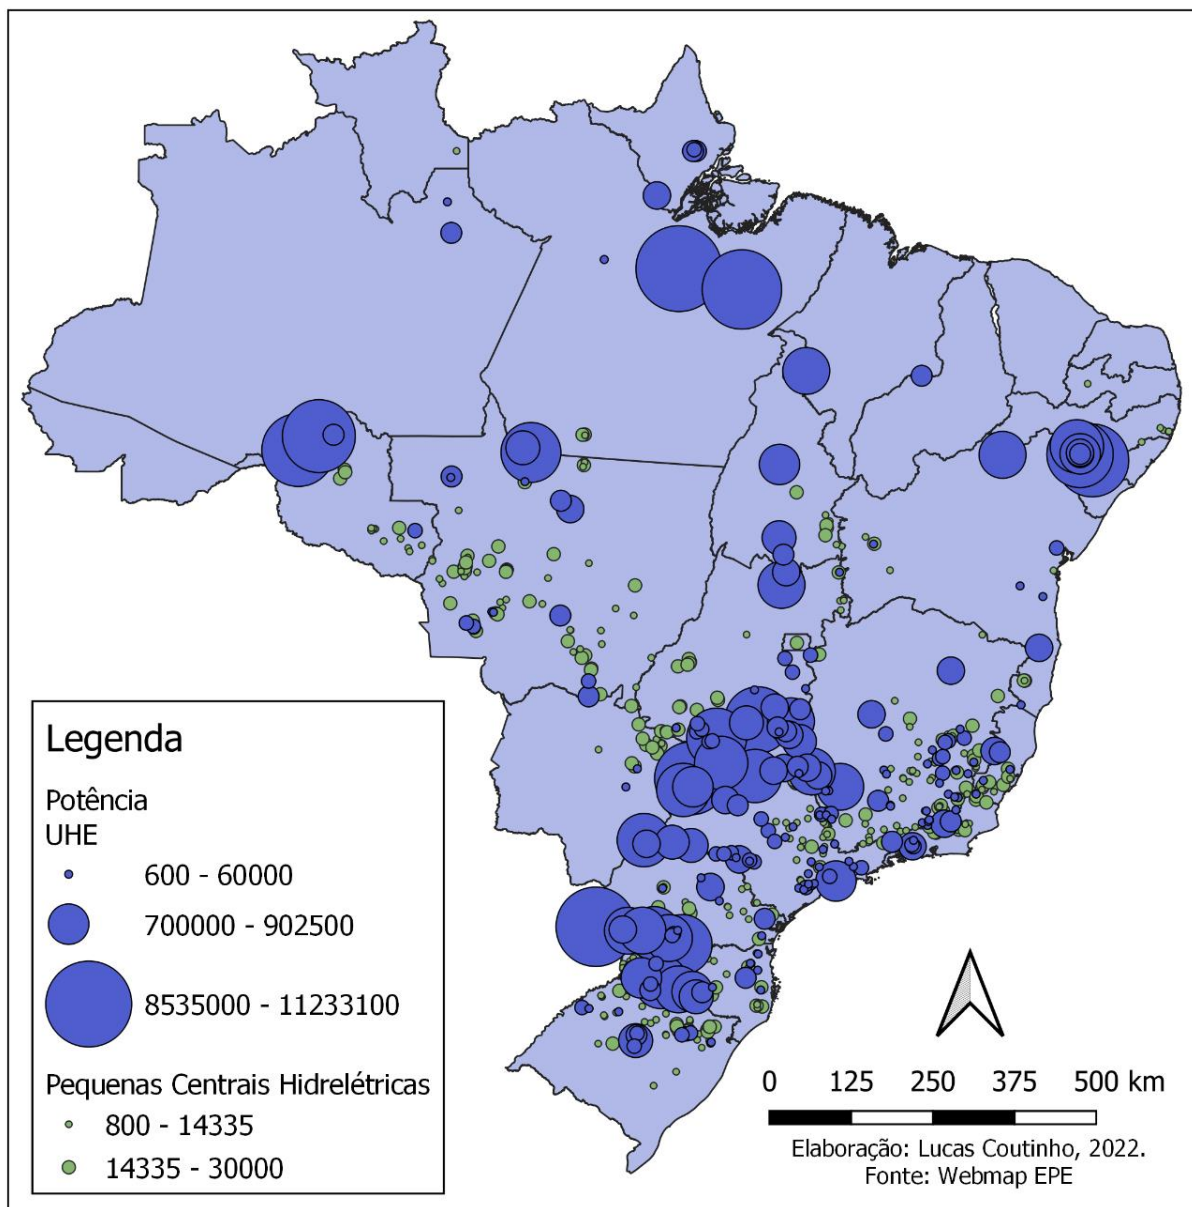 Legenda
Potência
UHE
600 - 60000
700000 - 902500
8535000 - 11233100
Pequenas Centrais Hidrelétricas
800 - 14335
14335 - 30000
0 125 250 375 500 km
Elaboração: Lucas Coutinho, 2022.
Fonte: Webmap EPE